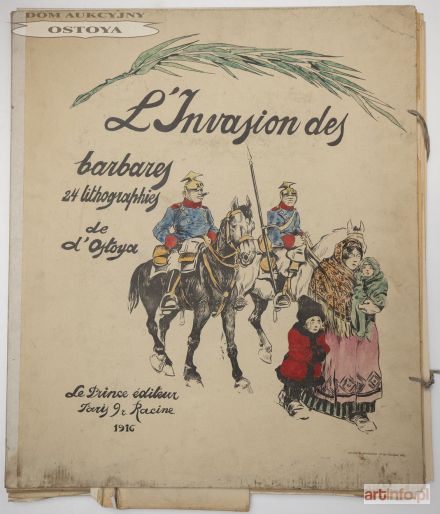 DOM AUKCYJNY
OSTOYA
L'Invasion des
barbares
24 lithographies
de
d'Ostoya
Le Prince éditeur
Paris 9 r Racine
1916
artinfo.pl